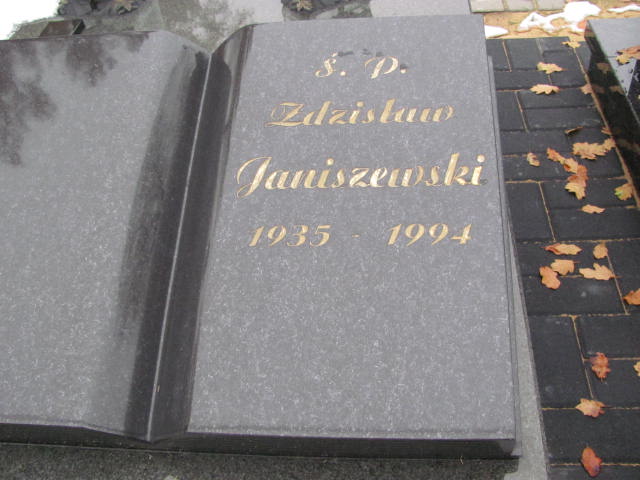 Ś. P.
Zdzisław
Janiszewski
1935 - 1994